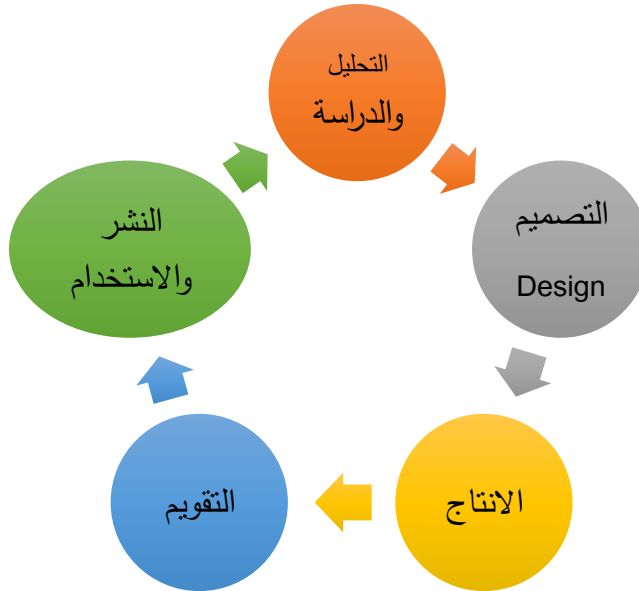 التحليل
والدراسة
التصميم
Design
الانتاج
التقويم
النشر
والاستخدام